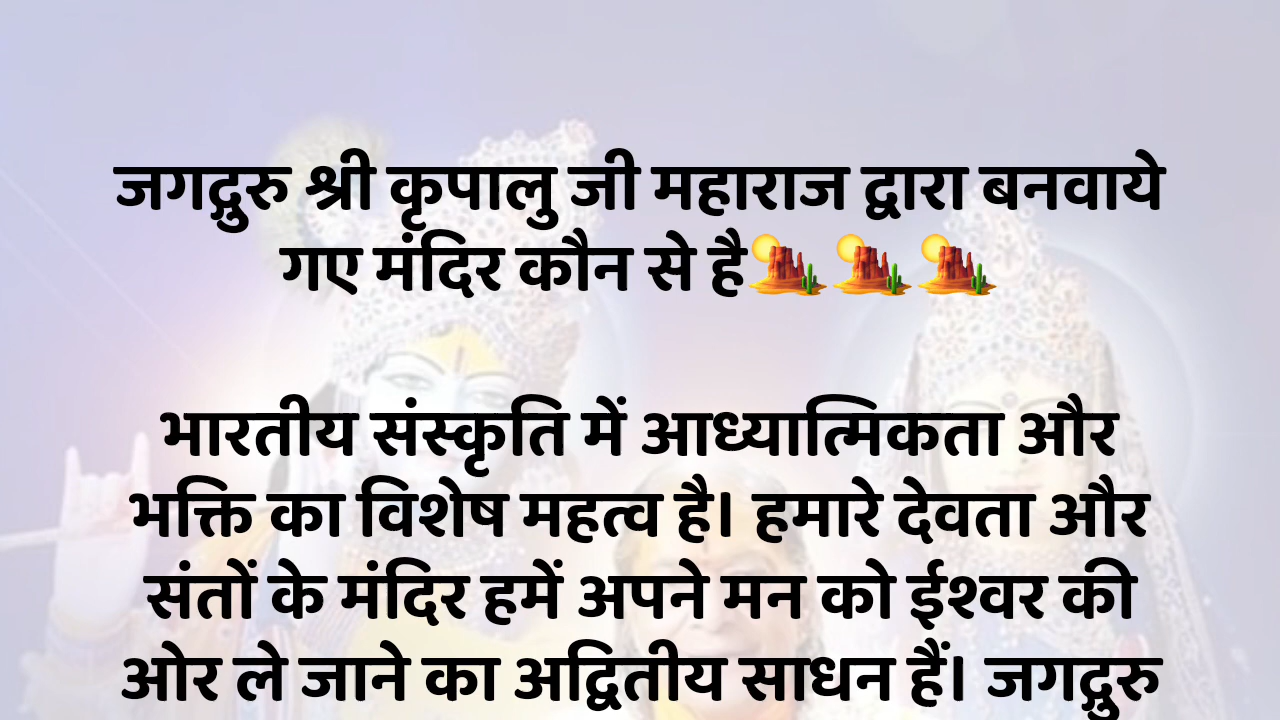 जगद्गुरु श्री कृपालु जी महाराज द्वारा बनवाये
गए मंदिर कौन से है🏜️🏜️🏜️
भारतीय संस्कृति में आध्यात्मिकता और
भक्ति का विशेष महत्व है। हमारे देवता और
संतों के मंदिर हमें अपने मन को ईश्वर की
ओर ले जाने का अद्वितीय साधन हैं। जगद्गुरु